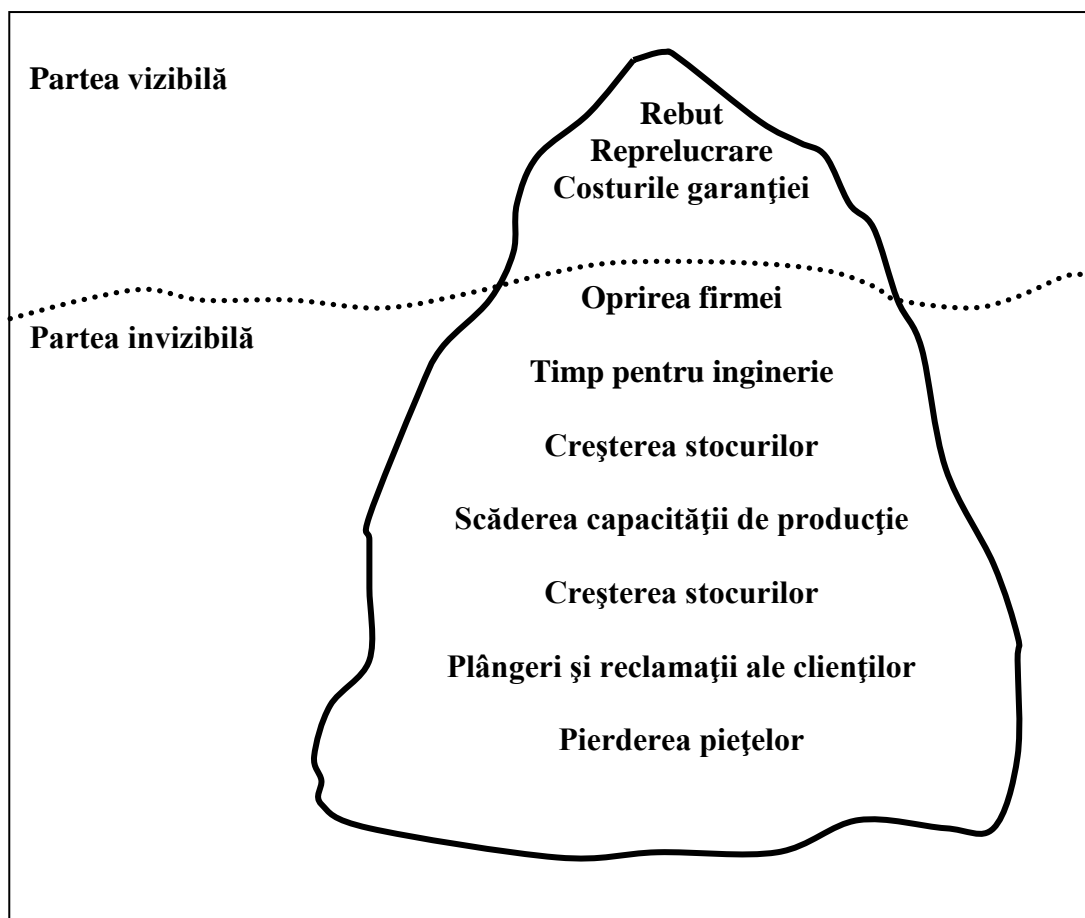 Partea vizibilă
Rebut
Reprelucrare
Costurile garanţiei
Oprirea firmei
Partea invizibilă
Timp pentru inginerie
Creşterea stocurilor
Scăderea capacităţii de producţie
Creşterea stocurilor
Plângeri şi reclamaţii ale clienţilor
Pierderea pieţelor